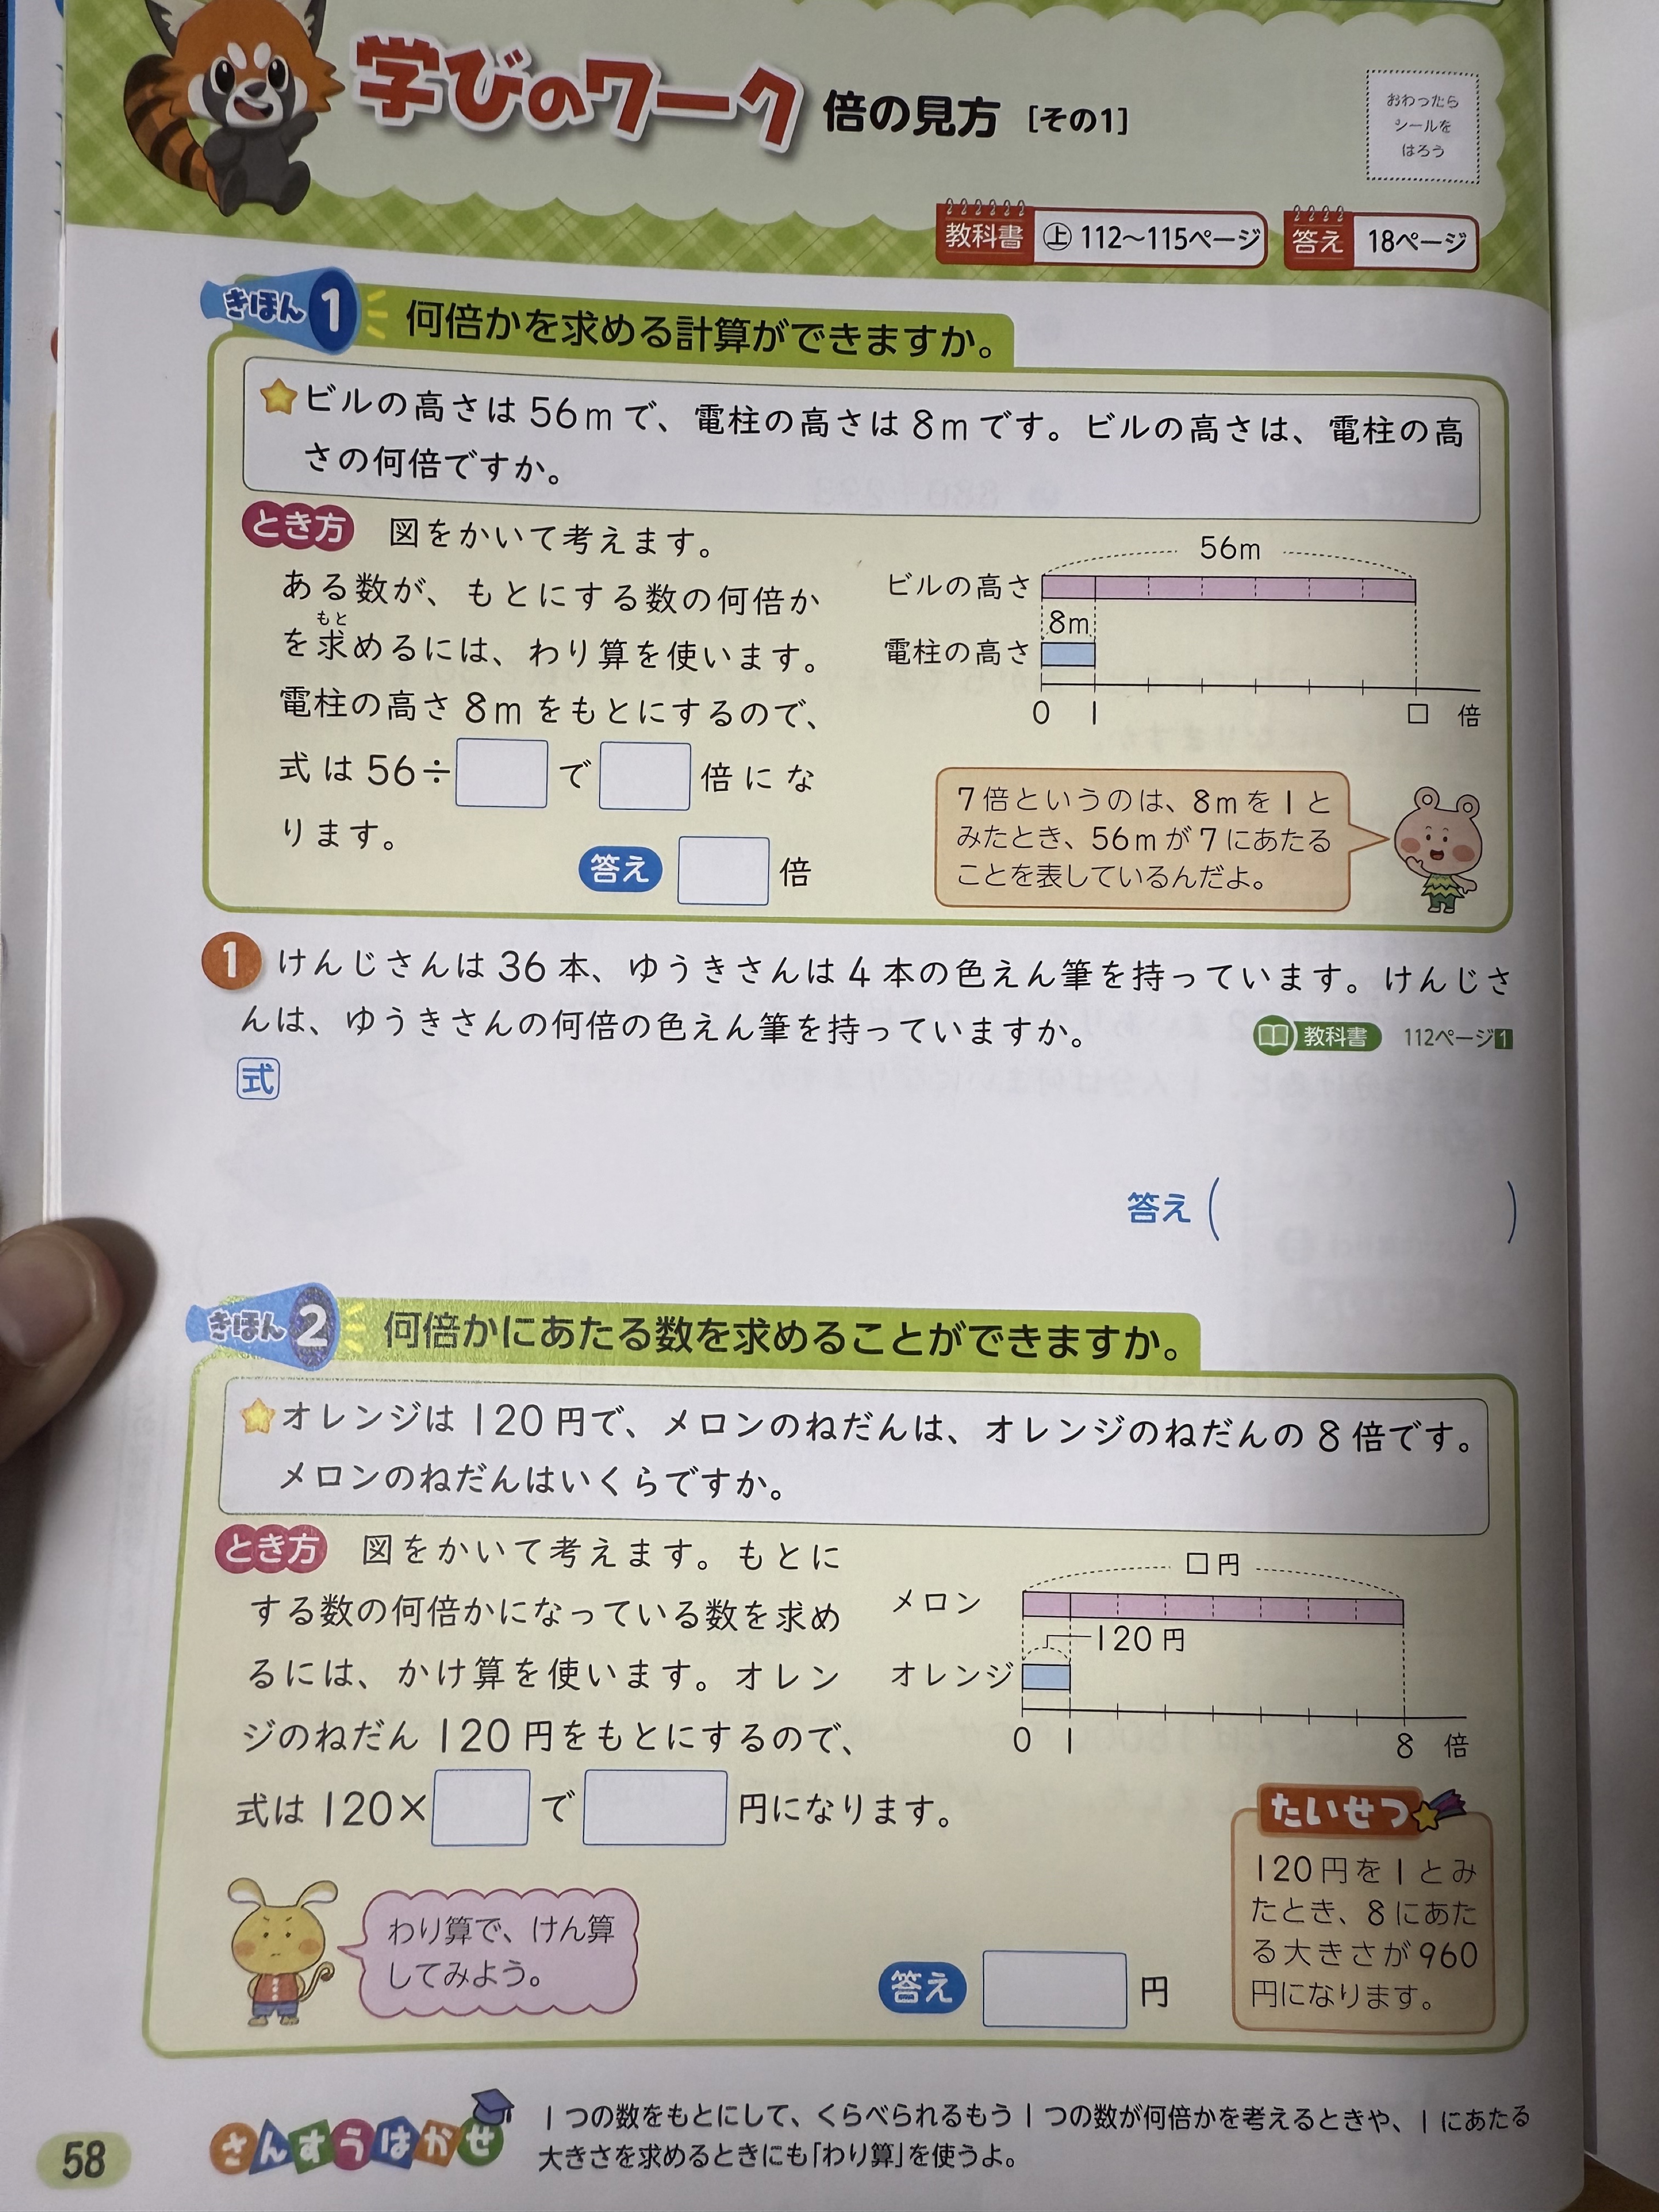 学びのワーク 倍の見方 [その1]
おわったら
シールを
はろう
教科書 上 112〜115ページ 答え 18ページ
きほん 1 何倍かを求める計算ができますか。
ビルの高さは56mで、電柱の高さは8mです。ビルの高さは、電柱の高
さの何倍ですか。
とき方 図をかいて考えます。
ある数が、もとにする数の何倍か
もと
を求めるには、わり算を使います。
電柱の高さ8mをもとにするので、
式は56÷□で□倍にな
ります。
答え □倍
56m
ビルの高さ
8m
電柱の高さ
0 1 □ 倍
7倍というのは、8mを1と
みたとき、56mが7にあたる
ことを表しているんだよ。
1 けんじさんは36本、ゆうきさんは4本の色えん筆を持っています。けんじさ
んは、ゆうきさんの何倍の色えん筆を持っていますか。
教科書 112ページ1
式
答え( )
きほん 2 何倍かにあたる数を求めることができますか。
オレンジは120円で、メロンのねだんは、オレンジのねだんの8倍です。
メロンのねだんはいくらですか。
とき方 図をかいて考えます。もとに
する数の何倍かになっている数を求め
るには、かけ算を使います。オレン
ジのねだん120円をもとにするので、
式は120×□で□円になります。
□円
メロン
120円
オレンジ
0 1 8 倍
わり算で、けん算
してみよう。
答え □円
たいせつ
120円を1とみ
たとき、8にあた
る大きさが960
円になります。
58
さんすうはかせ
1つの数をもとにして、くらべられるもう1つの数が何倍かを考えるときや、1にあたる
大きさを求めるときにも「わり算」を使うよ。